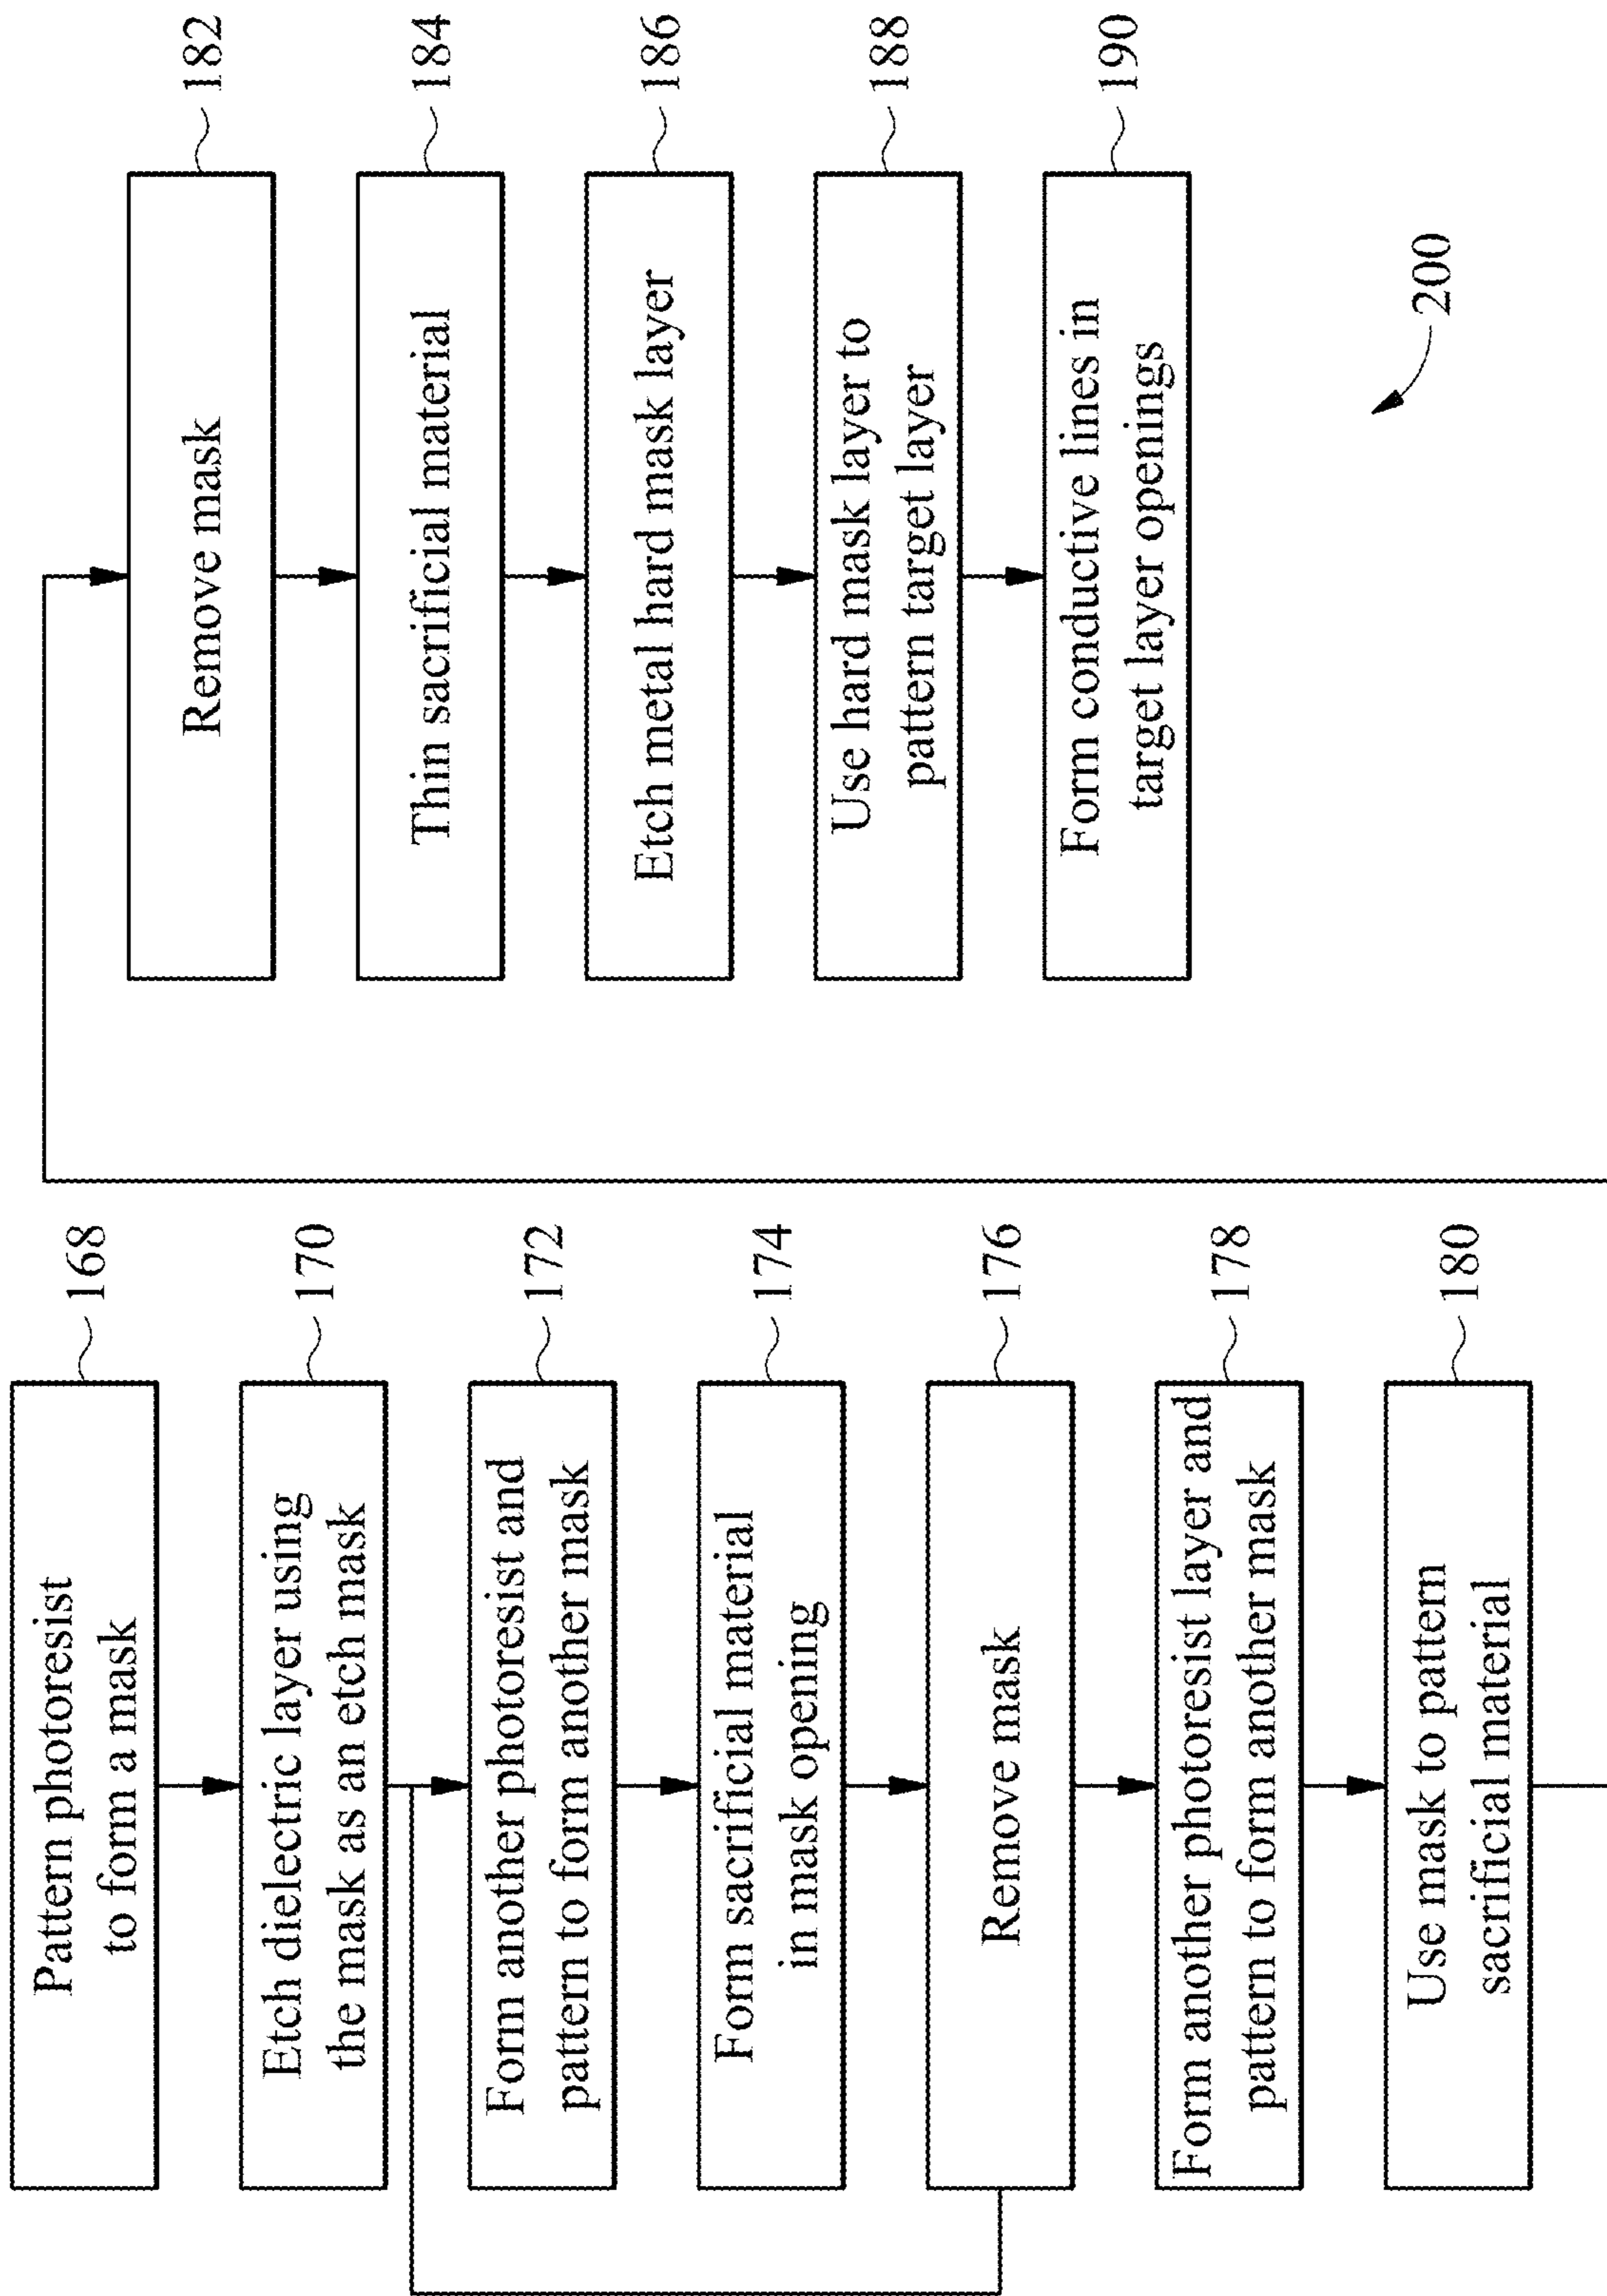 Pattern photoresist
to form a mask
168
Etch dielectric layer using
the mask as an etch mask
170
Form another photoresist and
pattern to form another mask
172
Form sacrificial material
in mask opening
174
Remove mask
176
Form another photoresist layer and
pattern to form another mask
178
Use mask to pattern
sacrificial material
180
Remove mask
182
Thin sacrificial material
184
Etch metal hard mask layer
186
Use hard mask layer to
pattern target layer
188
Form conductive lines in
target layer openings
190
200